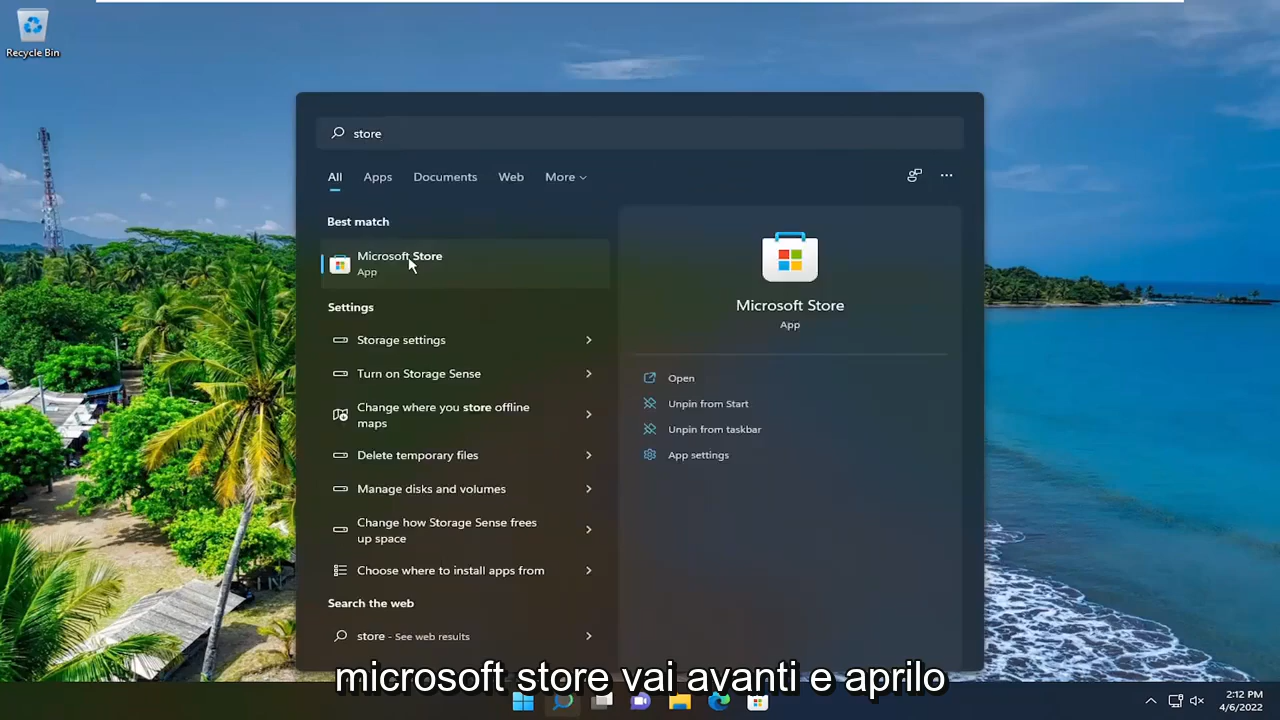 Recycle Bin
store
All Apps Documents Web More
Best match
Microsoft Store
App
Settings
Storage settings
Turn on Storage Sense
Change where you store offline
maps
Delete temporary files
Manage disks and volumes
Change how Storage Sense frees
up space
Choose where to install apps from
Search the web
store - See web results
Microsoft Store
App
Open
Unpin from Start
Unpin from taskbar
App settings
microsoft store vai avanti e aprilo
2:12 PM
4/6/2022